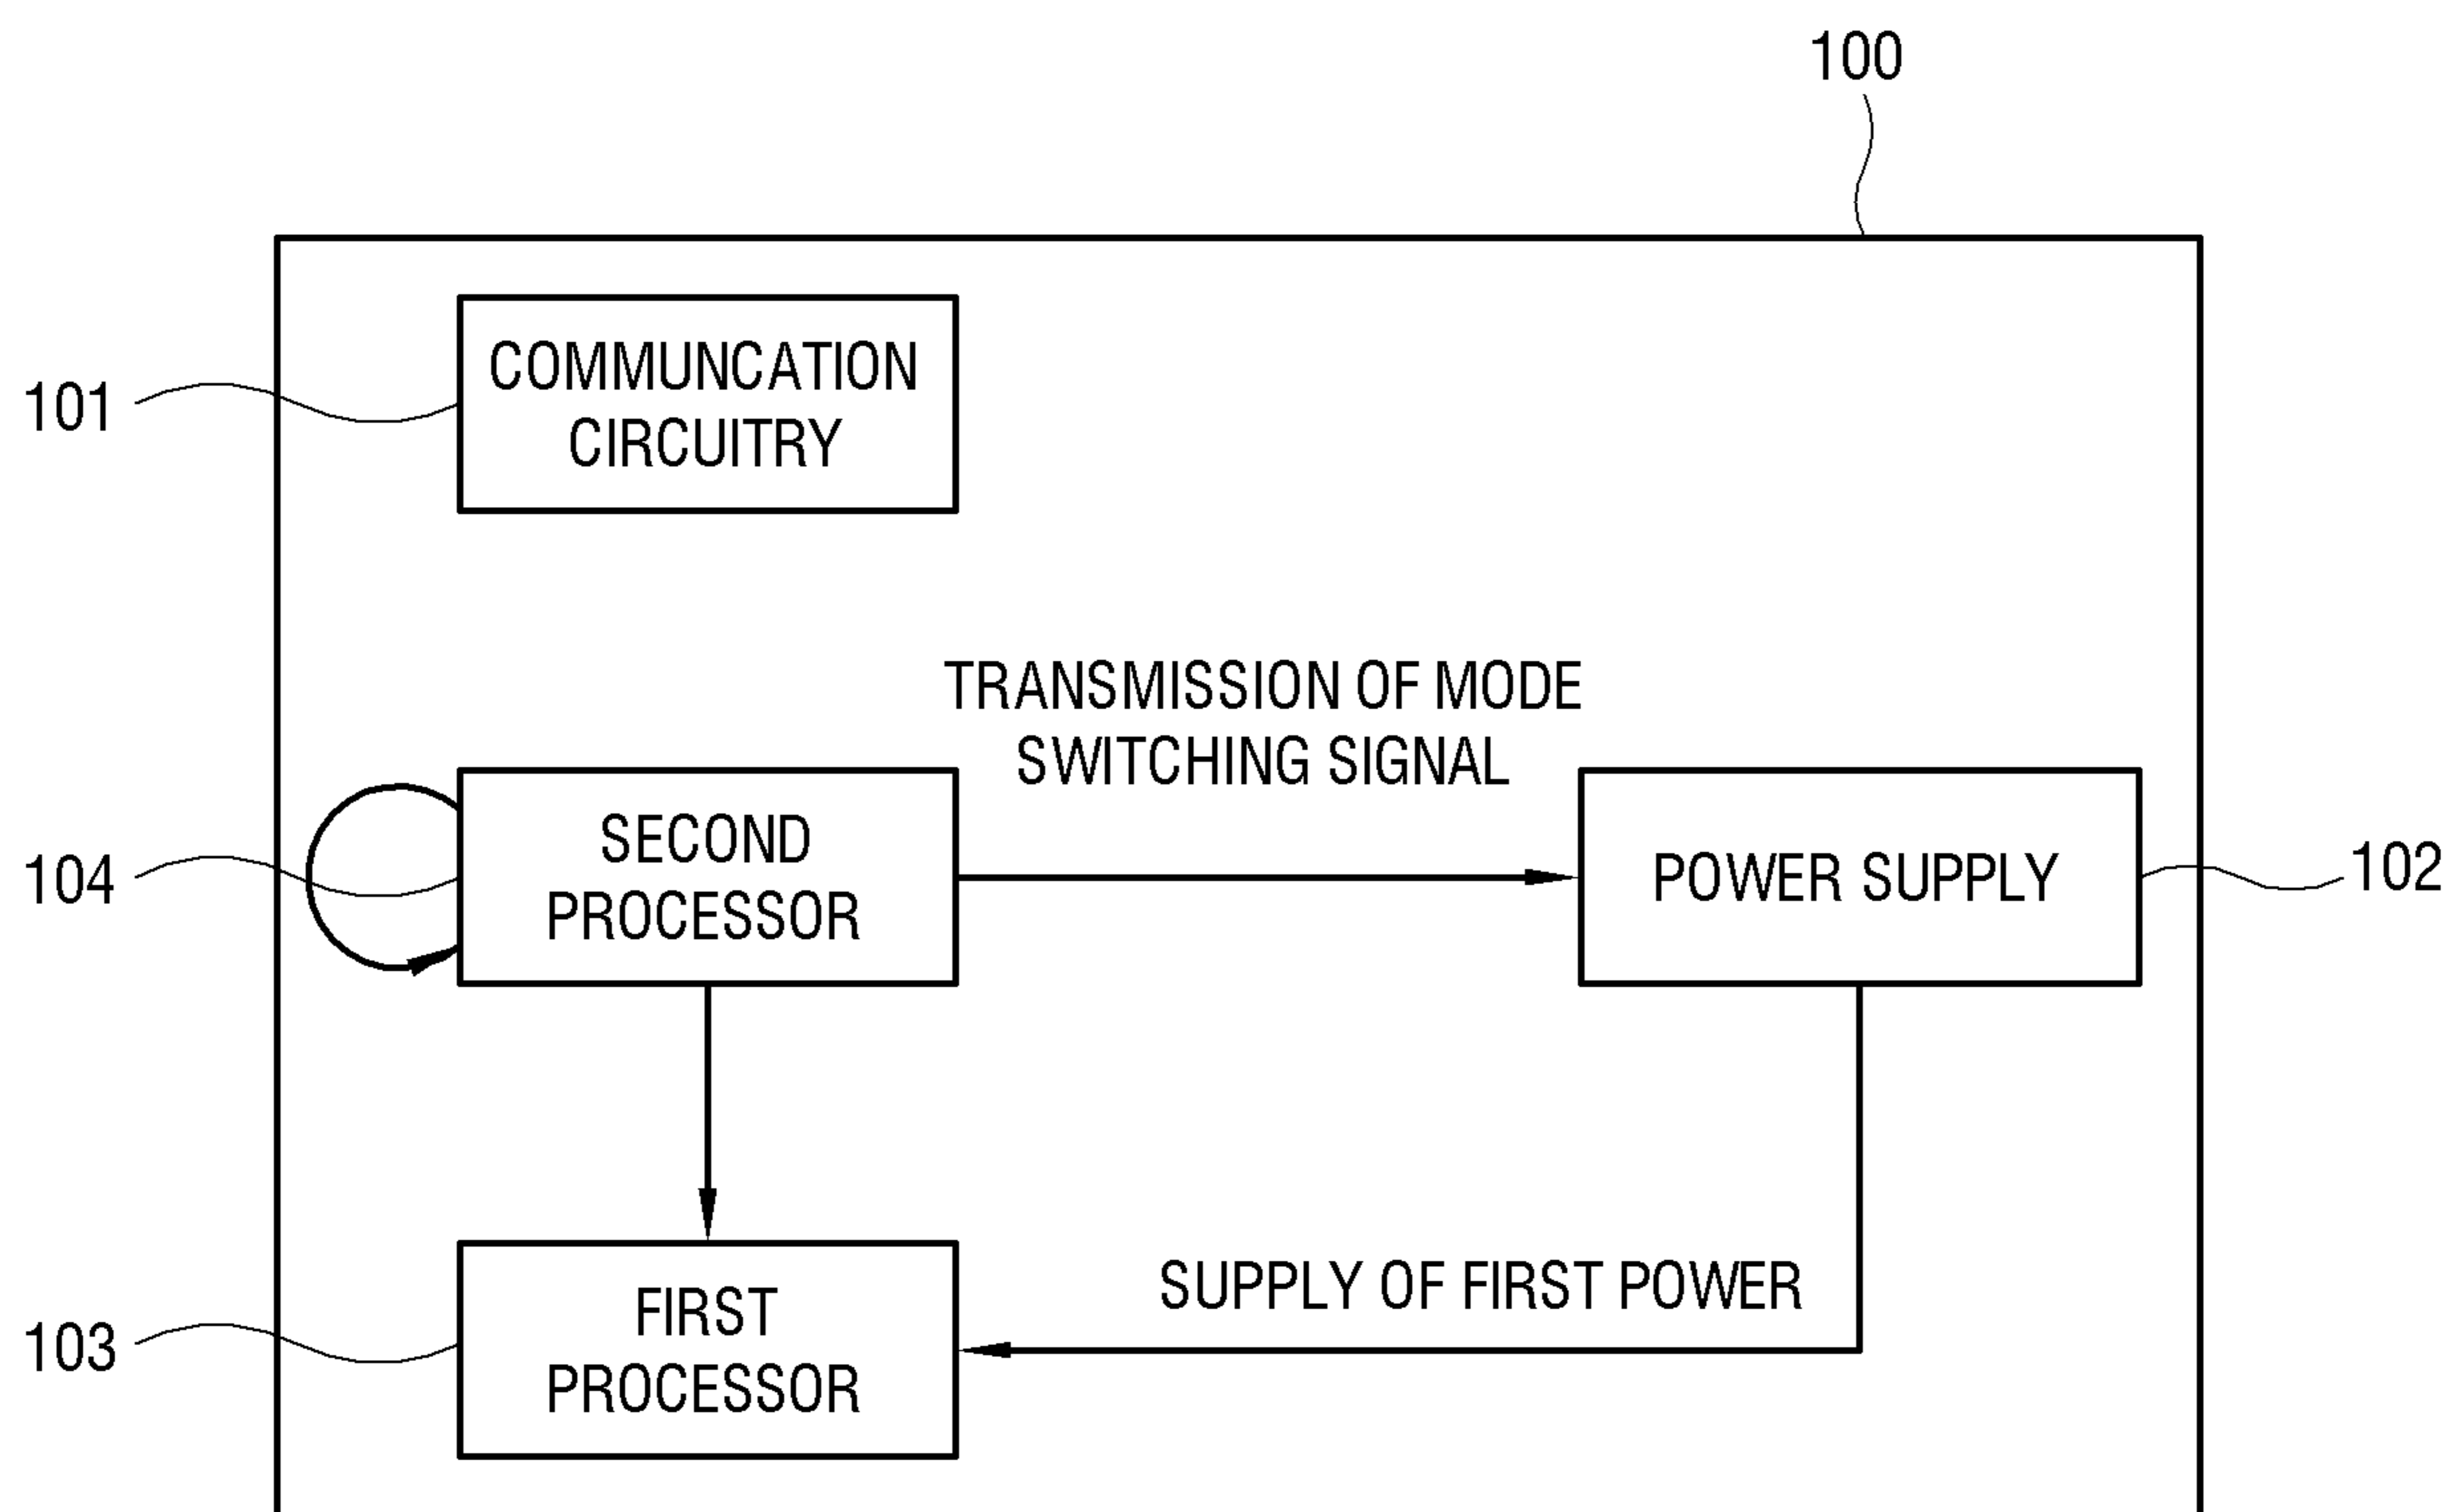 100
101
COMMUNCATION
CIRCUITRY
TRANSMISSION OF MODE
SWITCHING SIGNAL
104
SECOND
PROCESSOR
POWER SUPPLY
102
103
FIRST
PROCESSOR
SUPPLY OF FIRST POWER